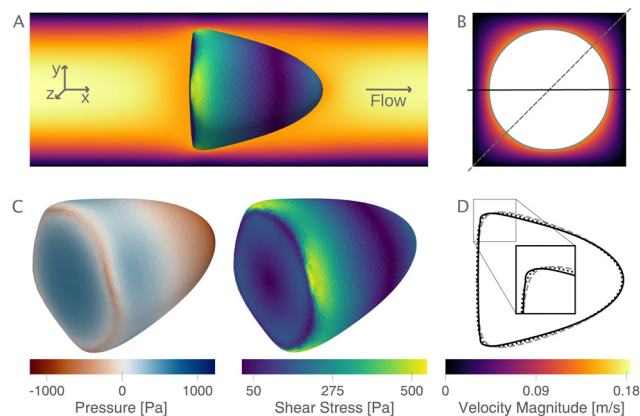 A
B
y
z
x
Flow
C
D
-1000 0 1000
Pressure [Pa]
50 275 500
Shear Stress [Pa]
0 0.09 0.18
Velocity Magnitude [m/s]